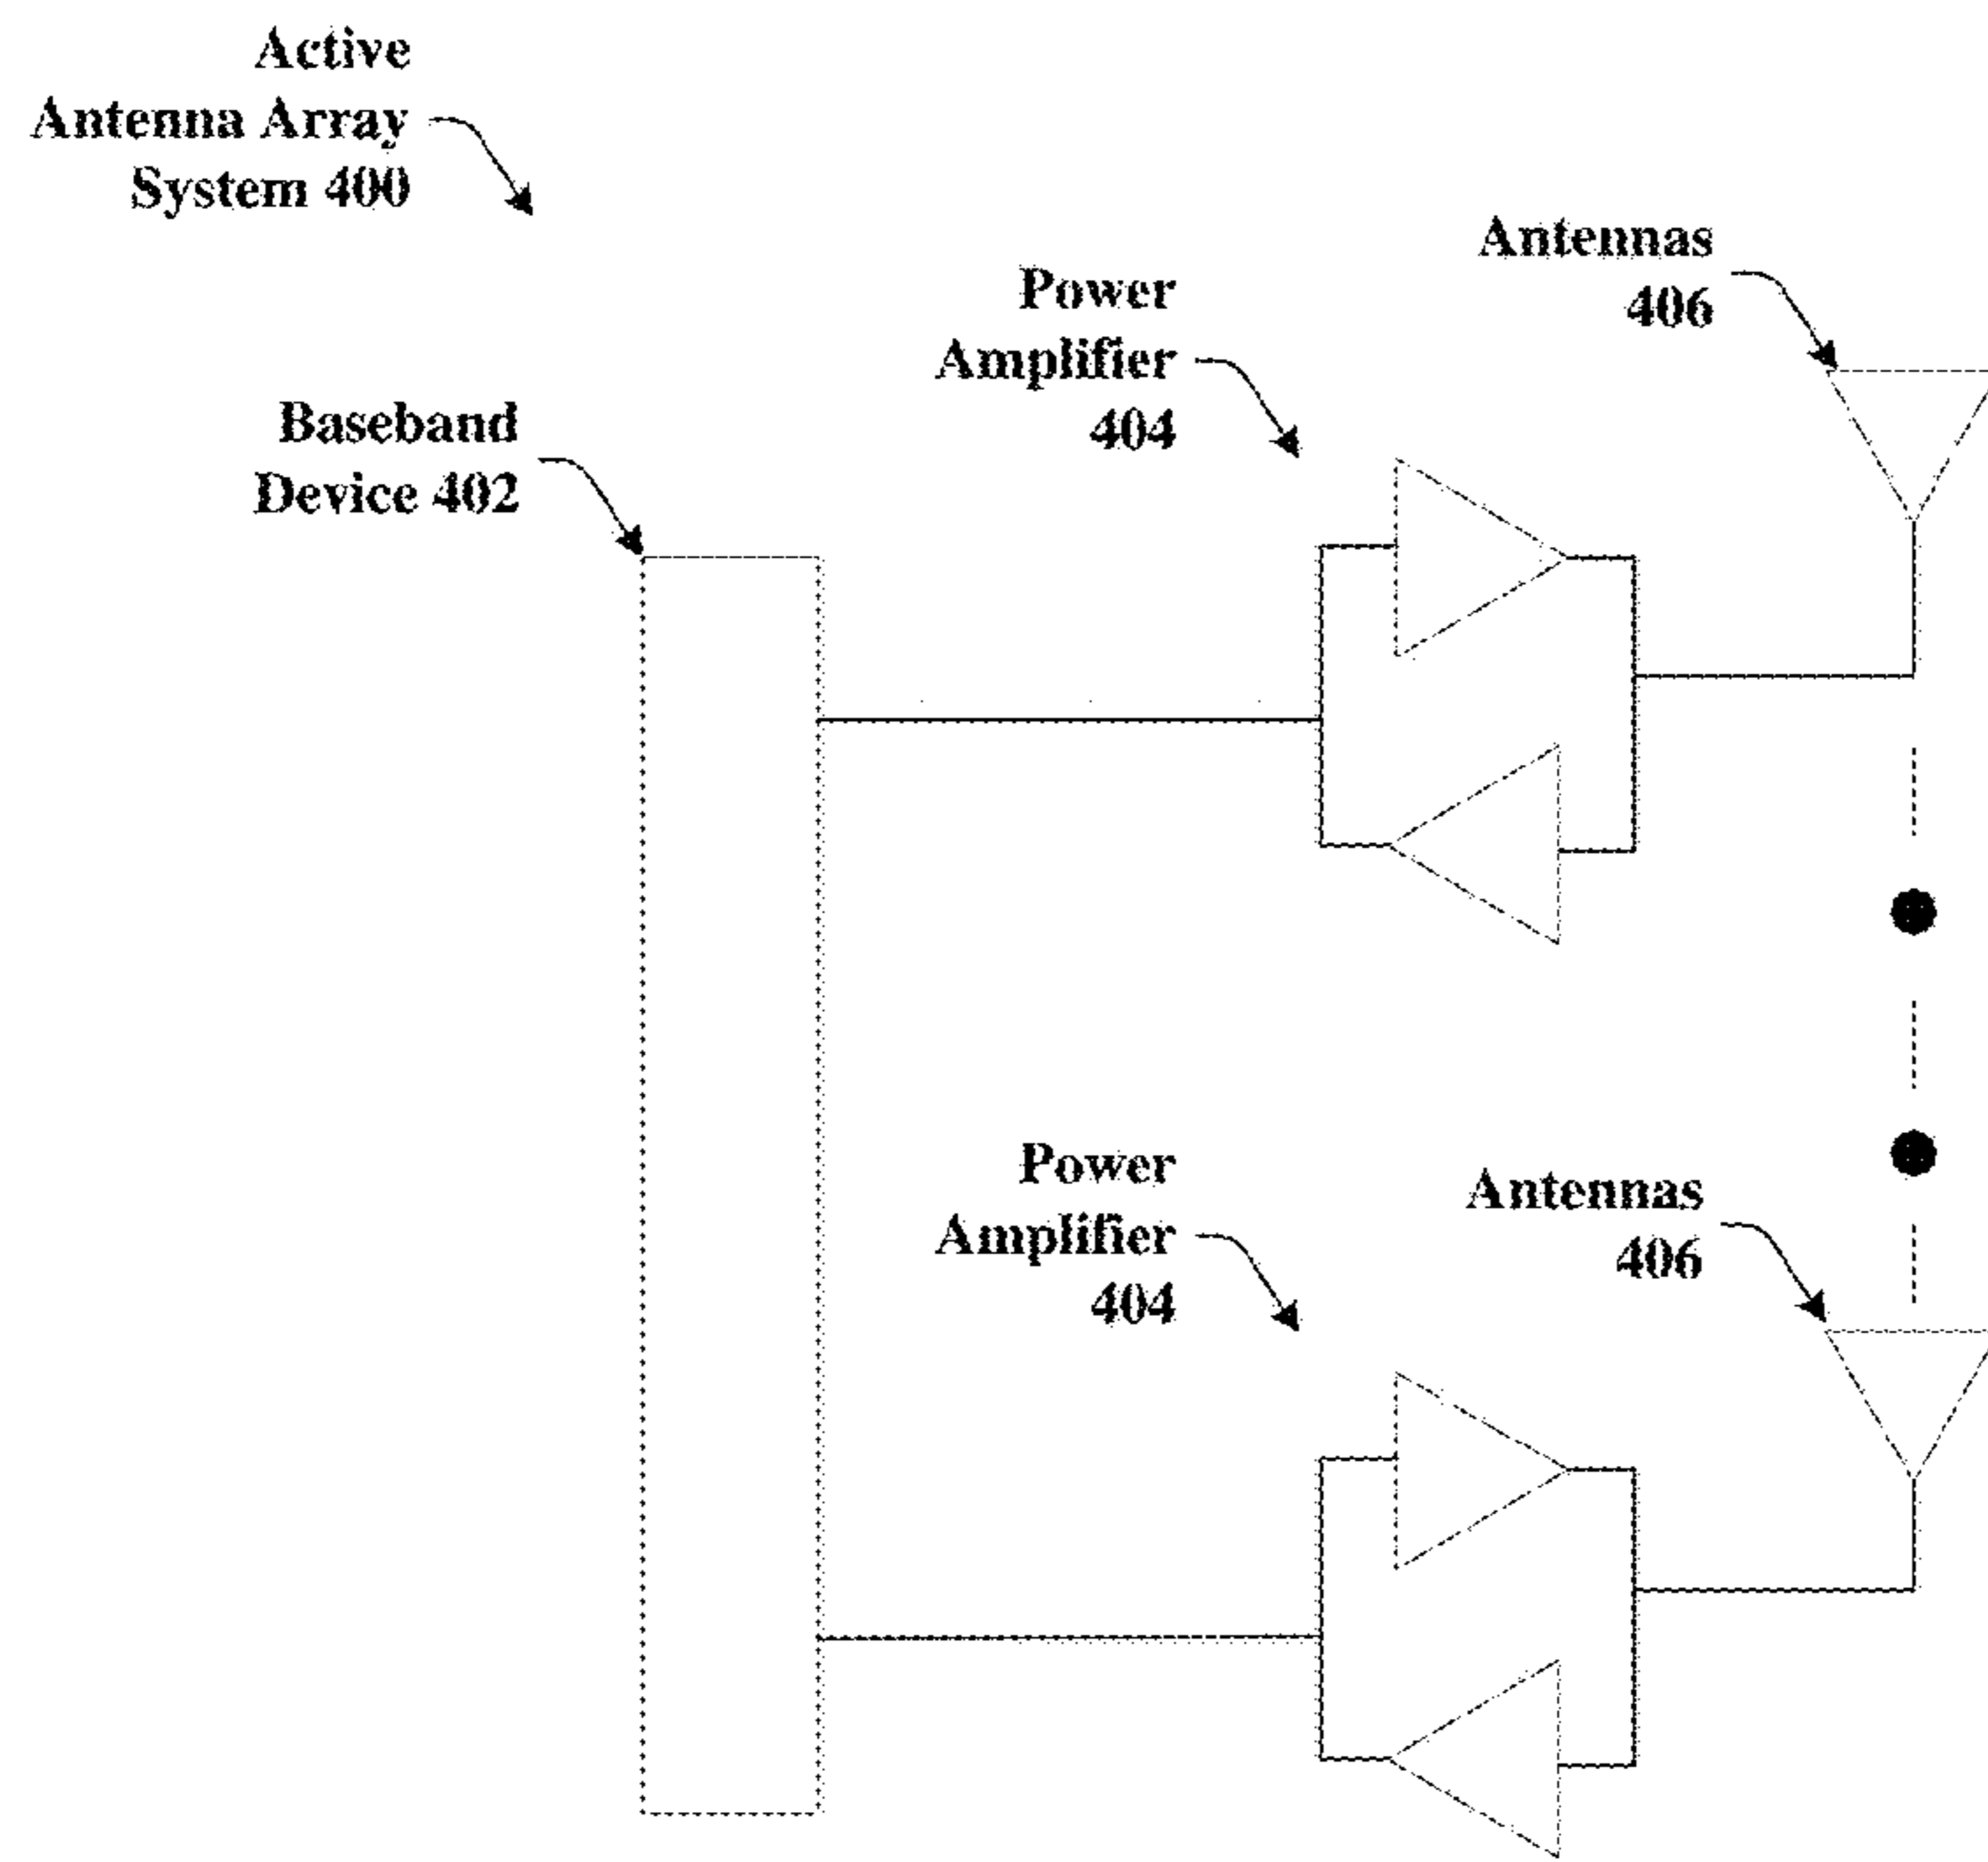 Active
Antenna Array
System 400
Antennas
406
Power
Amplifier
404
Baseband
Device 402
Power
Amplifier
404
Antennas
406